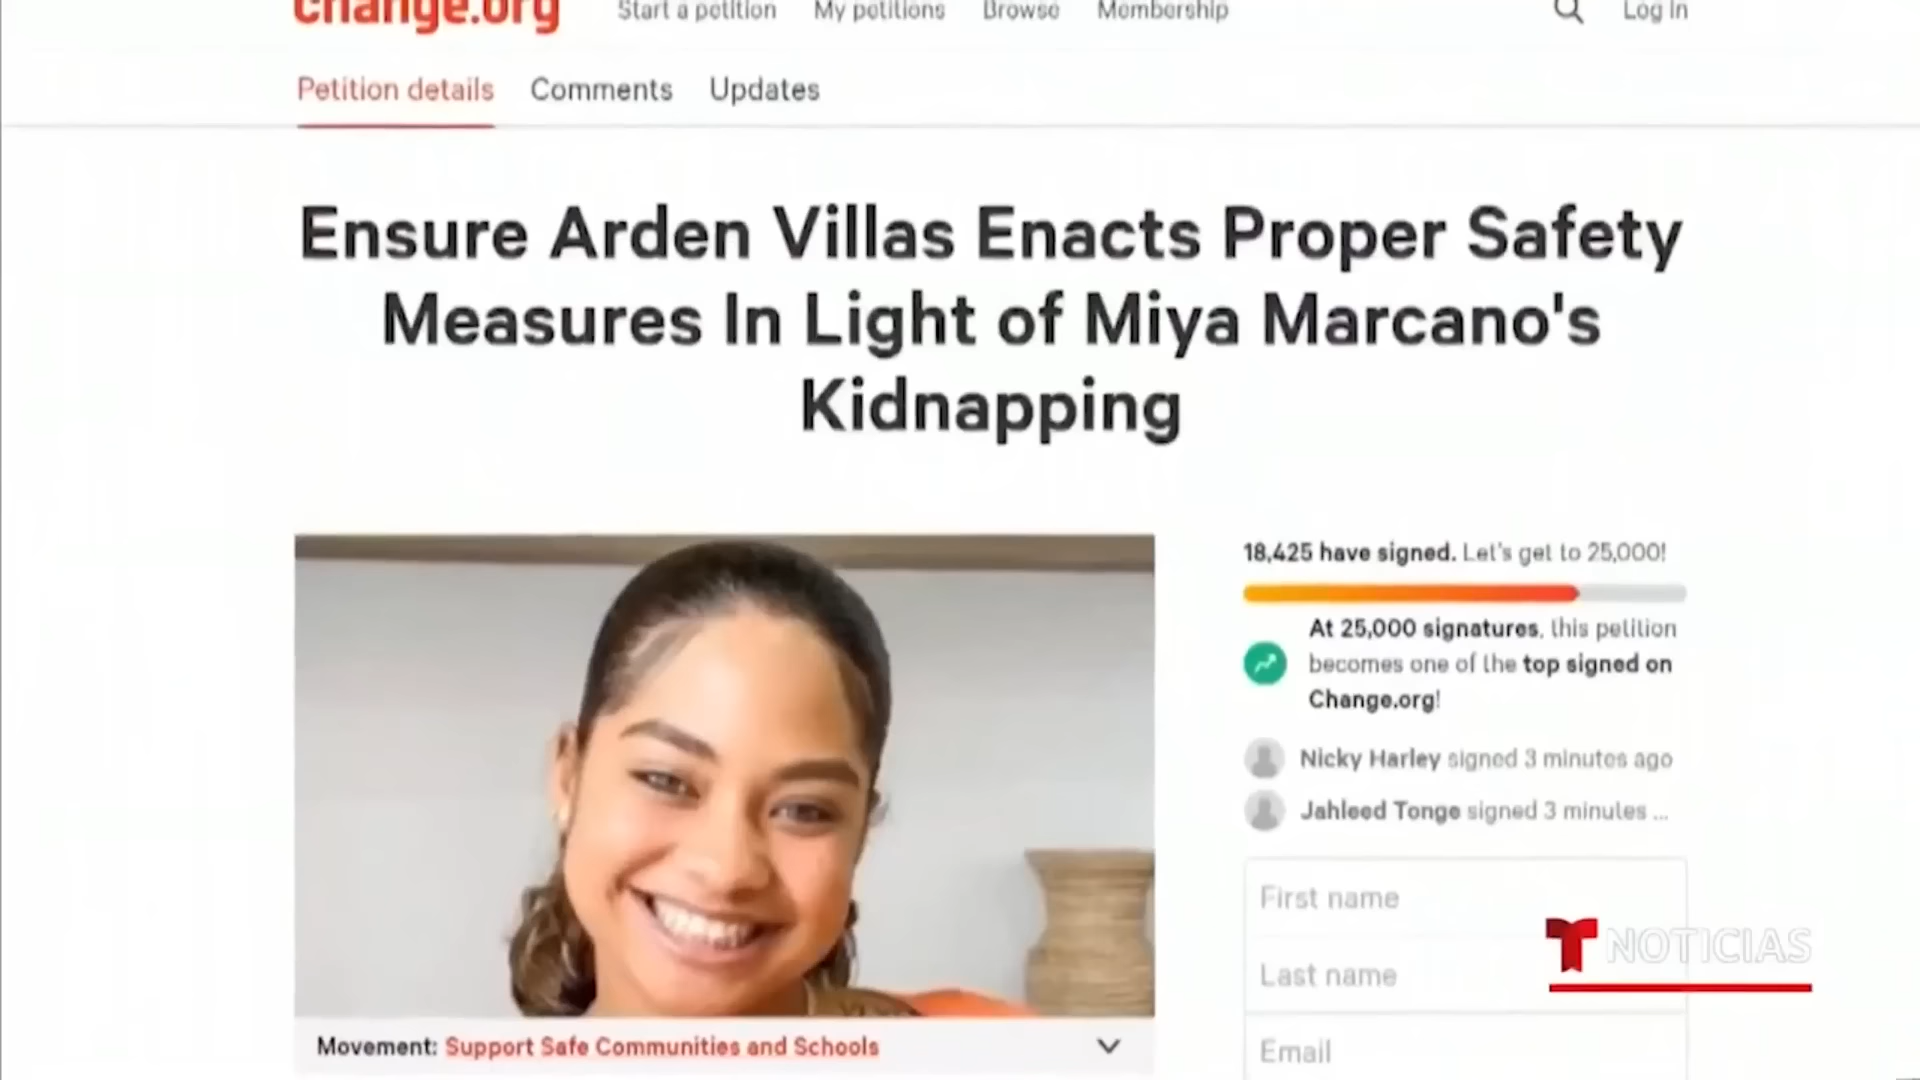 change.org Start a petition My petitions Browse Membership Log in
Petition details Comments Updates
Ensure Arden Villas Enacts Proper Safety
Measures In Light of Miya Marcano's
Kidnapping
18,425 have signed. Let's get to 25,000!
At 25,000 signatures, this petition
becomes one of the top signed on
Change.org!
Nicky Harley signed 3 minutes ago
Jahleed Tonge signed 3 minutes ...
First name
Last name
Email
Movement: Support Safe Communities and Schools
T NOTICIAS